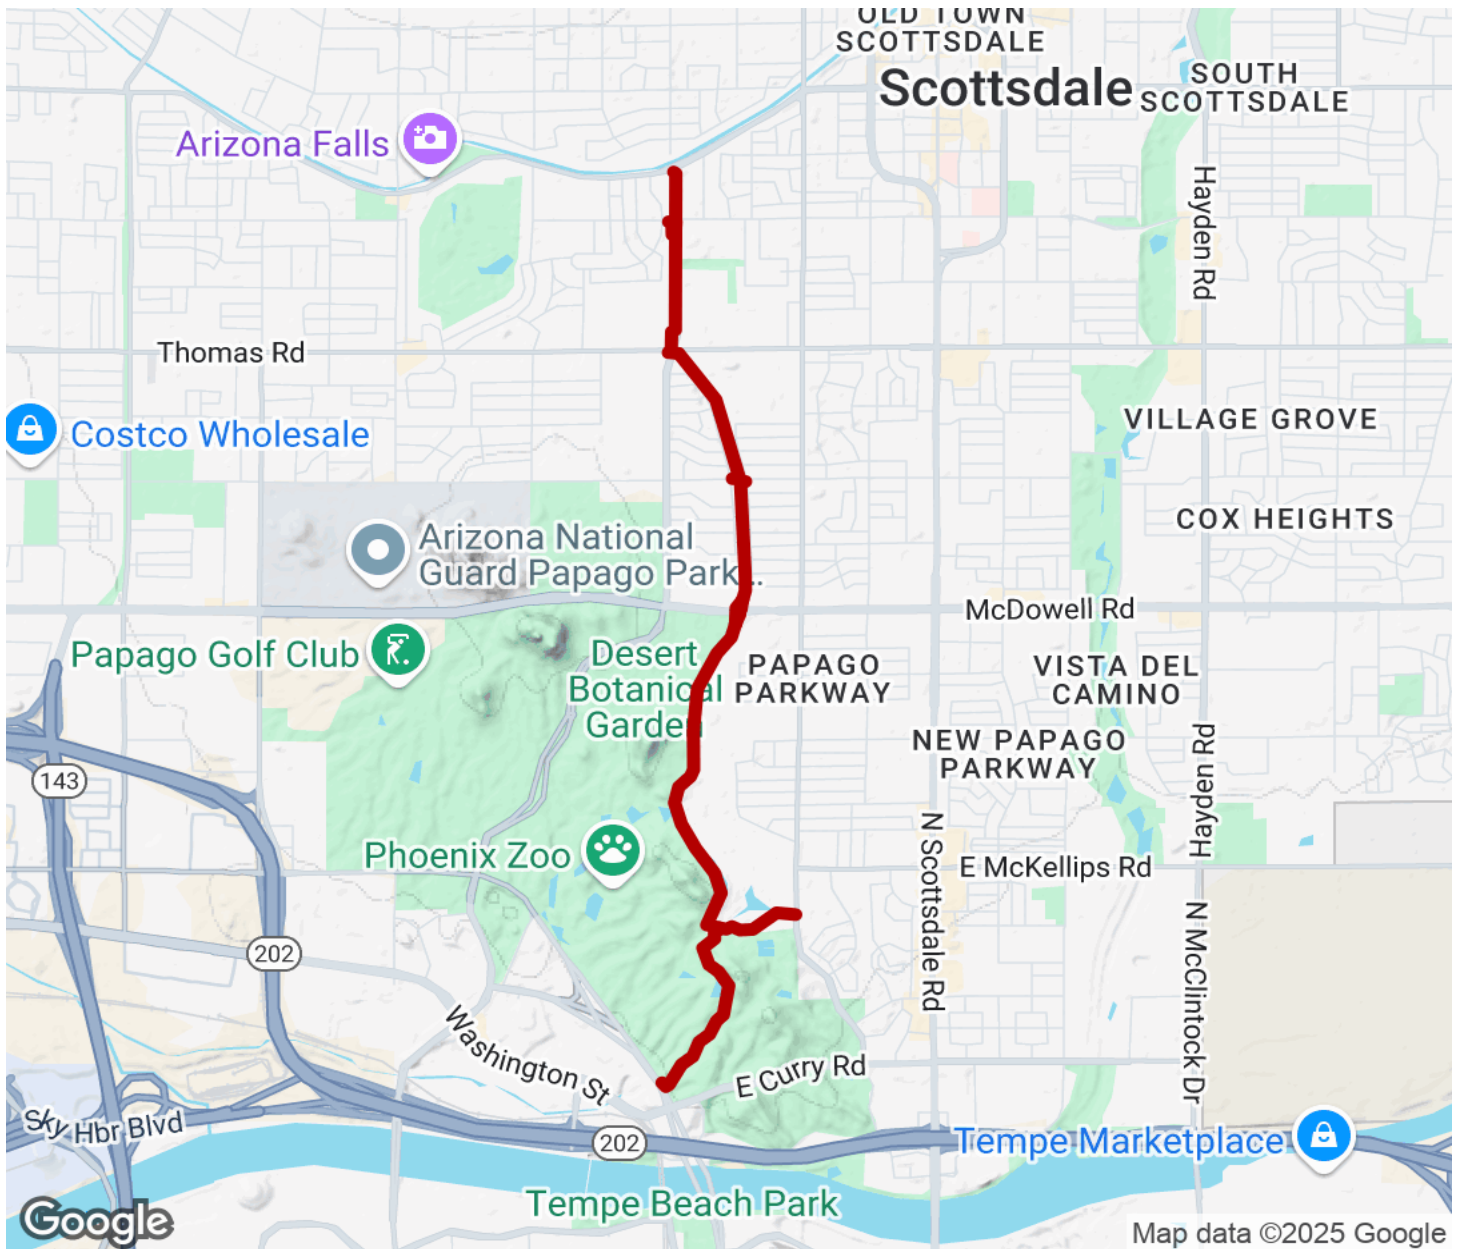 OLD TOWN
SCOTTSDALE
Scottsdale
SOUTH
SCOTTSDALE
Arizona Falls
Hayden Rd
Thomas Rd
Costco Wholesale
VILLAGE GROVE
COX HEIGHTS
Arizona National
Guard Papago Park...
McDowell Rd
Papago Golf Club
Desert
Botanical
Garden
PAPAGO
PARKWAY
VISTA DEL
CAMINO
NEW PAPAGO
PARKWAY
Hayden Rd
143
Phoenix Zoo
E McKellips Rd
N Scottsdale Rd
N McClintock Dr
202
Washington St
E Curry Rd
Sky Hbr Blvd
202
Tempe Marketplace
Tempe Beach Park
Google
Map data ©2025 Google